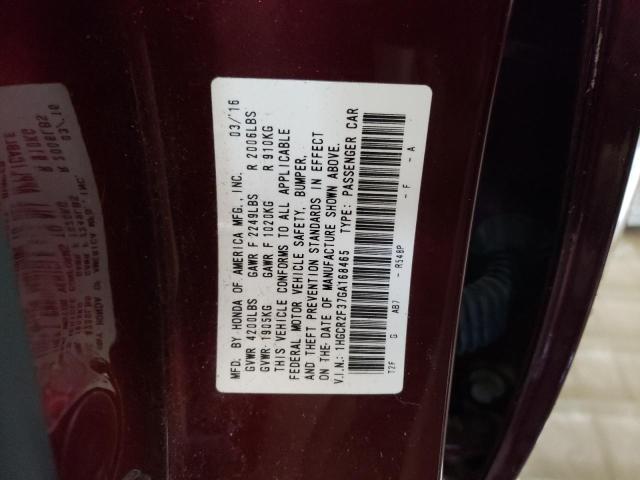 MFD. BY HONDA OF AMERICA MFG., INC. 03/16
GVWR 4200LBS GAWR F 2249LBS R 2006LBS
GVWR 1905KG GAWR F 1020KG R 910KG
THIS VEHICLE CONFORMS TO ALL APPLICABLE
FEDERAL MOTOR VEHICLE SAFETY, BUMPER,
AND THEFT PREVENTION STANDARDS IN EFFECT
ON THE DATE OF MANUFACTURE SHOWN ABOVE.
V.I.N.: 1HGCR2F37GA168465 TYPE: PASSENGER CAR
T2F G AB7 - R548P - F - A